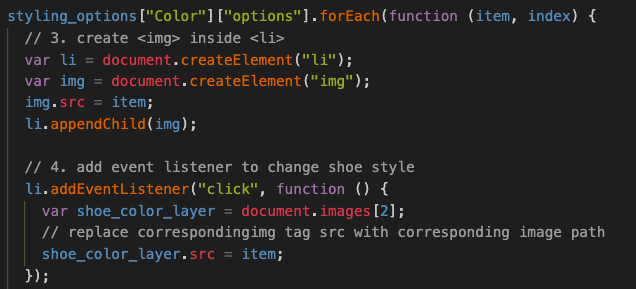 styling_options["Color"]["options"].forEach(function (item, index) {
// 3. create <img> inside <li>
var li = document.createElement("li");
var img = document.createElement("img");
img.src = item;
li.appendChild(img);
// 4. add event listener to change shoe style
li.addEventListener("click", function () {
var shoe_color_layer = document.images[2];
// replace correspondingimg tag src with corresponding image path
shoe_color_layer.src = item;
});